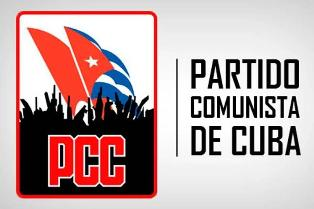 PCC
PARTIDO
COMUNISTA
DE CUBA